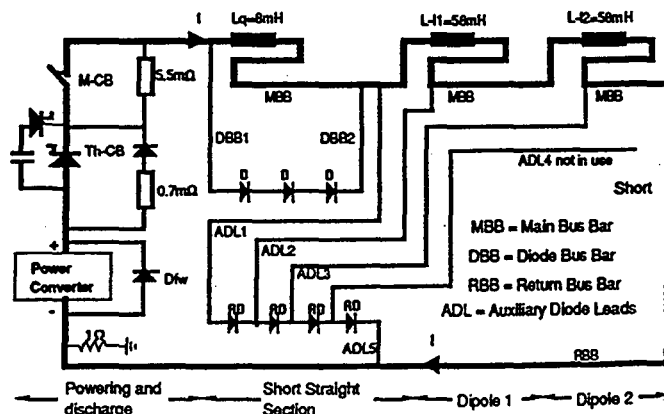 I
Lq=8mH
L-I1=58mH
L-I2=58mH
M-CB
5.5mΩ
MBB
MBB
MBB
DBB1
DBB2
Th-CB
D D D
ADL4 not in use
0.7mΩ
Short
ADL1
ADL2
ADL3
MBB = Main Bus Bar
DBB = Diode Bus Bar
RBB = Return Bus Bar
ADL = Auxiliary Diode Leads
+
Power
Converter
-
Dfw
RD RD RD RD
1Ω
ADL5
I
RBB
Powering and
discharge
Short Straight
Section
Dipole 1
Dipole 2